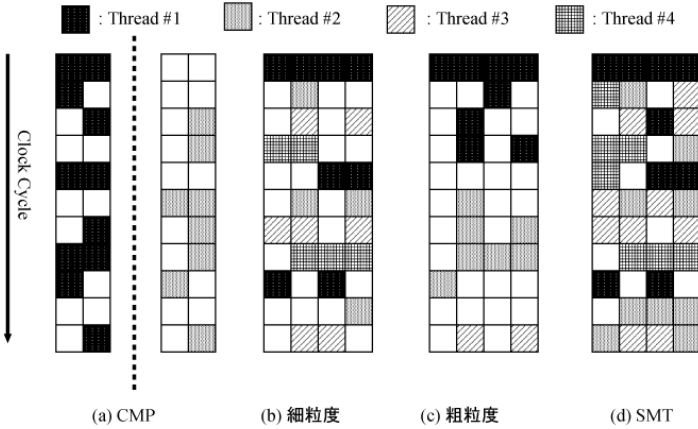 : Thread #1 : Thread #2 : Thread #3 : Thread #4
Clock Cycle
(a) CMP (b) 細粒度 (c) 粗粒度 (d) SMT